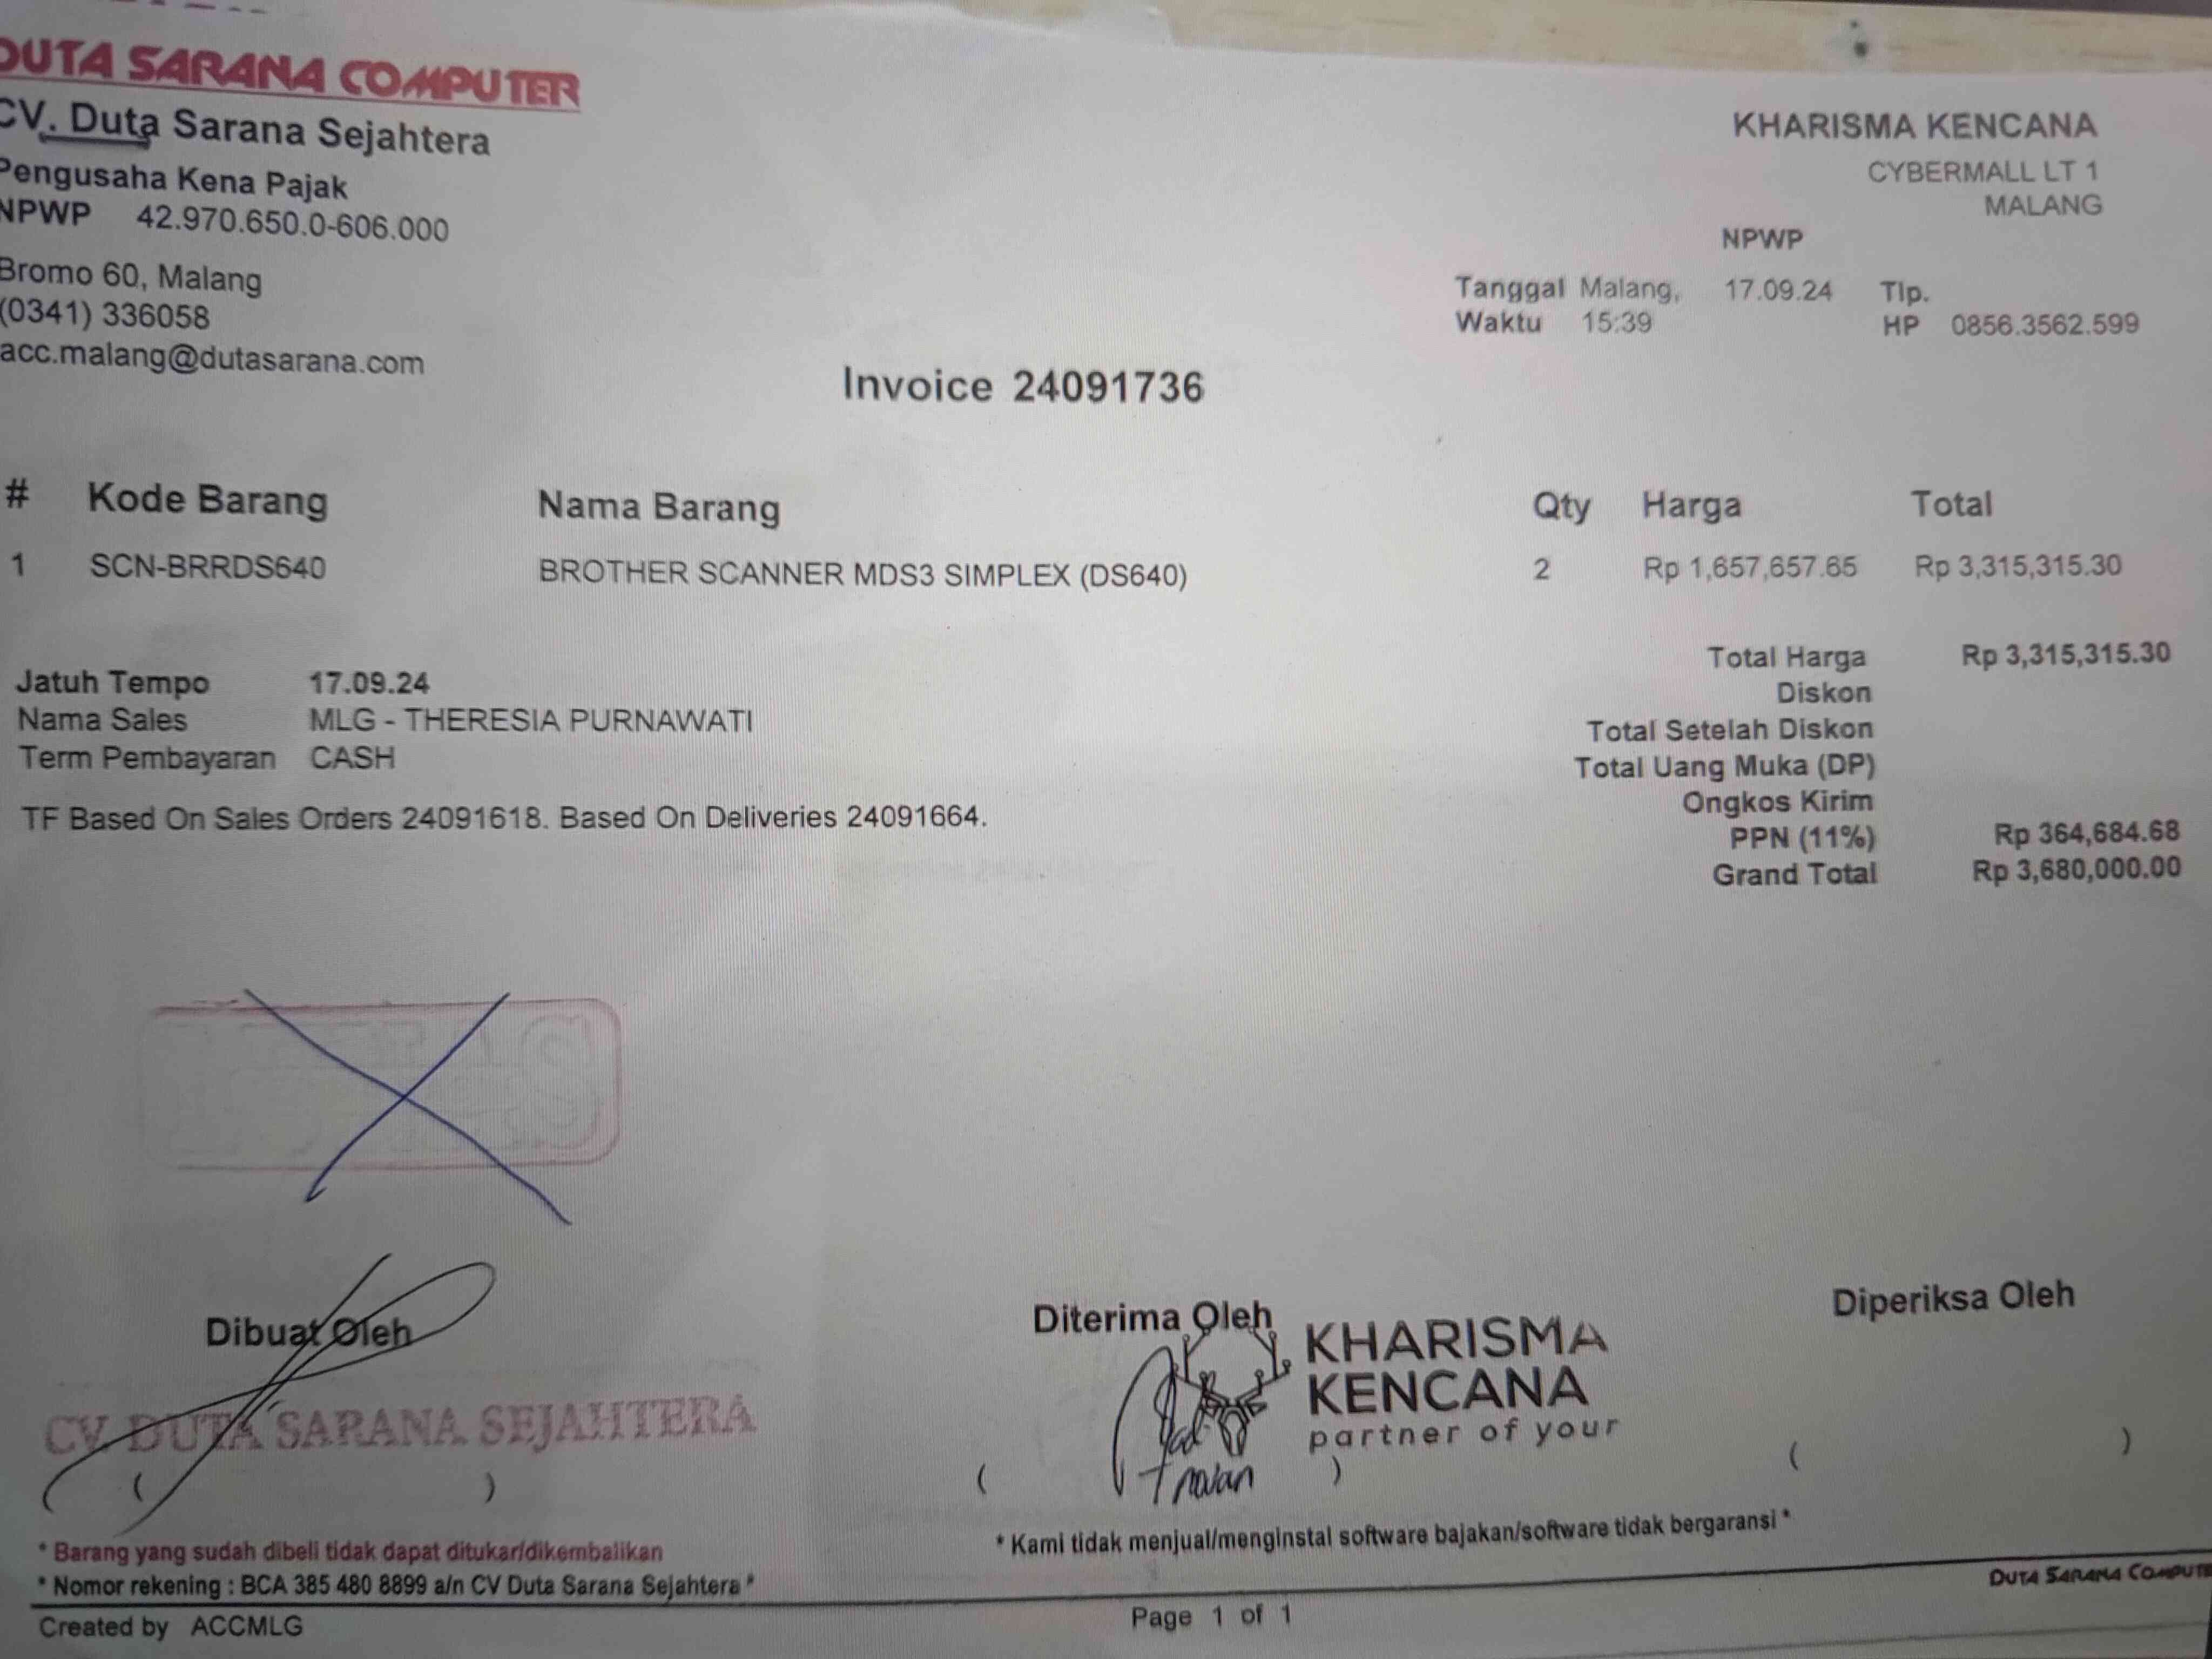 DUTA SARANA COMPUTER
CV. Duta Sarana Sejahtera
Pengusaha Kena Pajak
NPWP 42.970.650.0-606.000
Bromo 60, Malang
(0341) 336058
acc.malang@dutasarana.com
KHARISMA KENCANA
CYBERMALL LT 1
MALANG
NPWP
Tanggal Malang, 17.09.24 Tlp.
Waktu 15:39 HP 0856.3562.599
Invoice 24091736
# Kode Barang Nama Barang Qty Harga Total
1 SCN-BRRDS640 BROTHER SCANNER MDS3 SIMPLEX (DS640) 2 Rp 1,657,657.65 Rp 3,315,315.30
Jatuh Tempo 17.09.24
Nama Sales MLG - THERESIA PURNAWATI
Term Pembayaran CASH
TF Based On Sales Orders 24091618. Based On Deliveries 24091664.
Total Harga Rp 3,315,315.30
Diskon
Total Setelah Diskon
Total Uang Muka (DP)
Ongkos Kirim
PPN (11%) Rp 364,684.68
Grand Total Rp 3,680,000.00
Dibuat Oleh
CV. DUTA SARANA SEJAHTERA
( )
Diterima Oleh
KHARISMA
KENCANA
partner of your
( )
Diperiksa Oleh
( )
* Barang yang sudah dibeli tidak dapat ditukar/dikembalikan
* Nomor rekening : BCA 385 480 8899 a/n CV Duta Sarana Sejahtera *
* Kami tidak menjual/menginstal software bajakan/software tidak bergaransi *
DUTA SARANA COMPUTE
Created by ACCMLG
Page 1 of 1